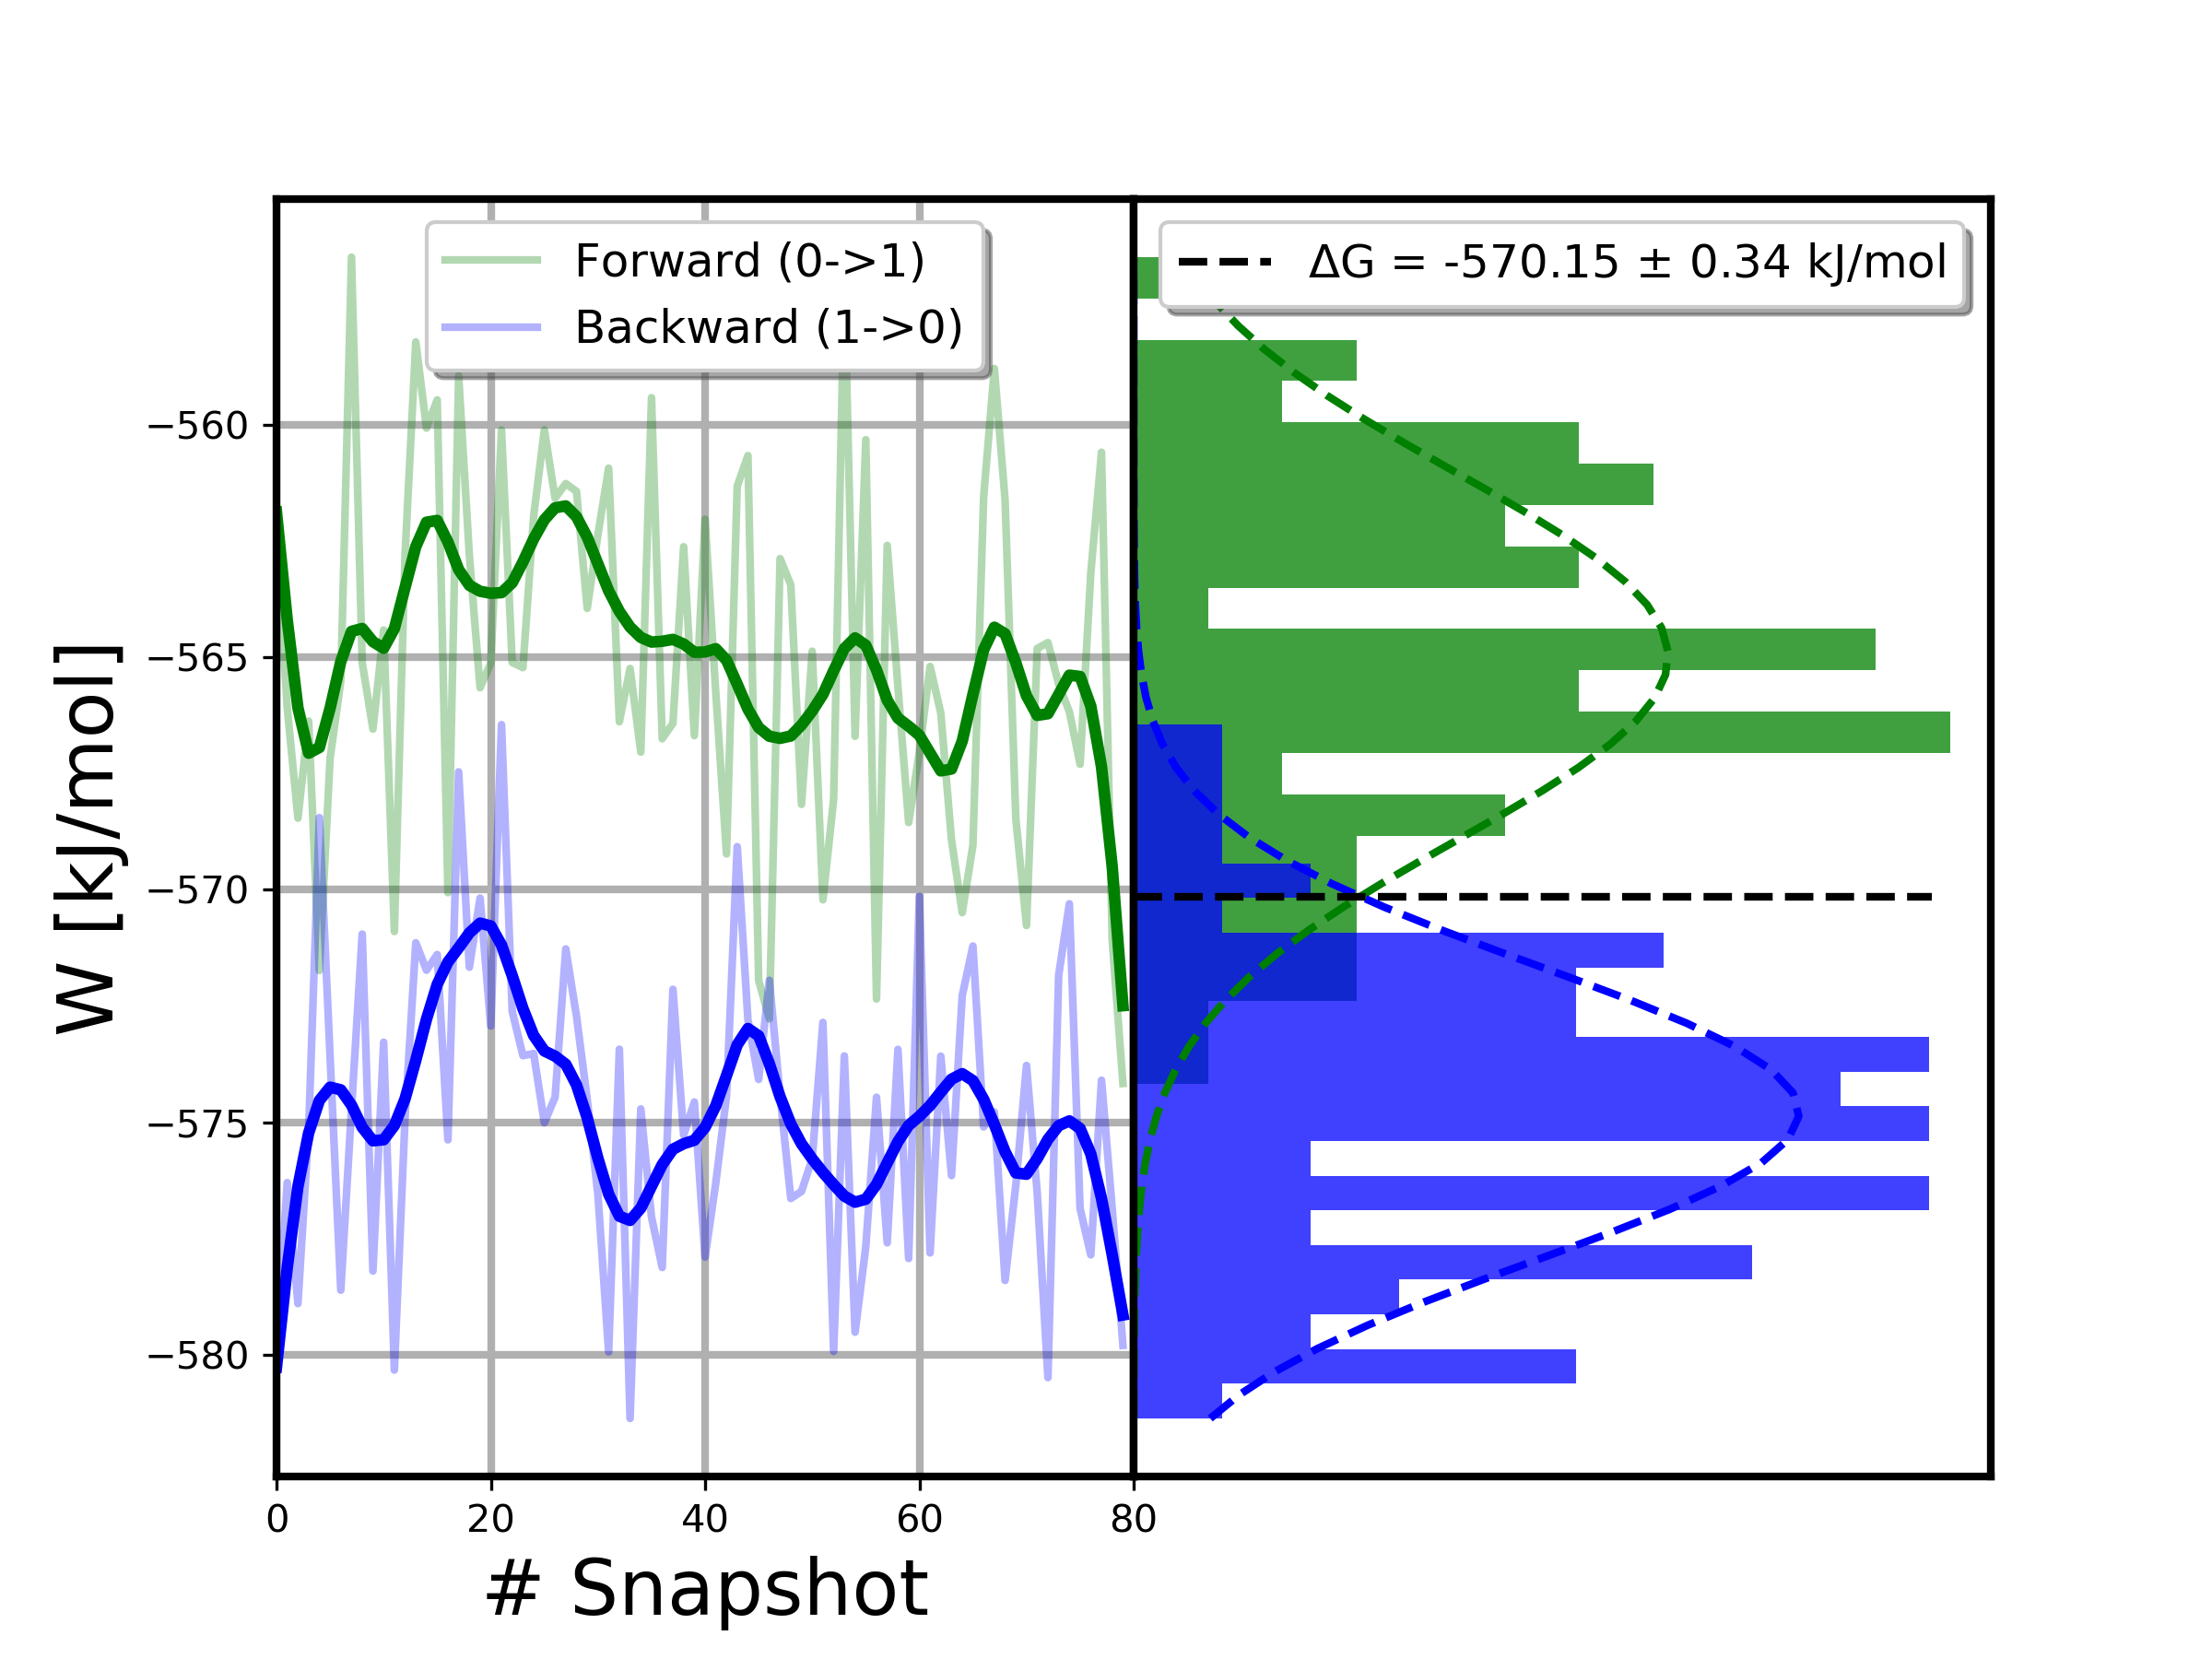 Forward (0->1)
Backward (1->0)
ΔG = -570.15 ± 0.34 kJ/mol
W [kJ/mol]
−560
−565
−570
−575
−580
0 20 40 60 80
# Snapshot